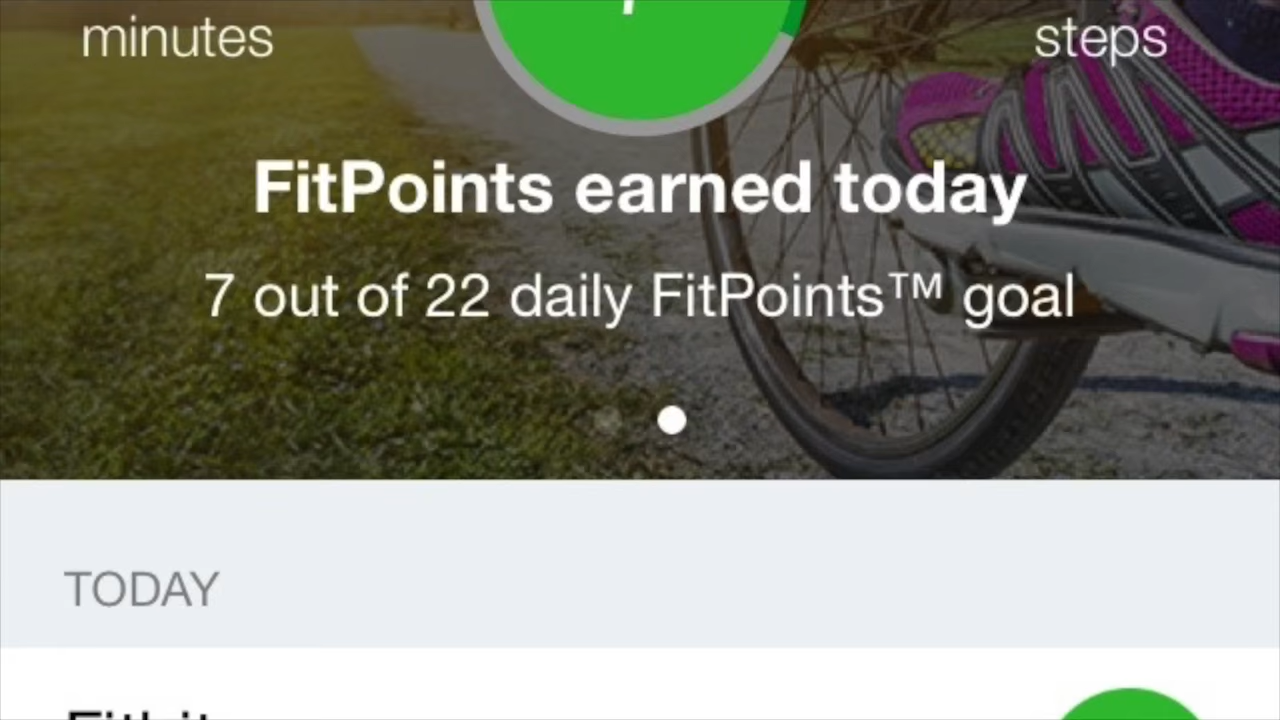 minutes
steps
FitPoints earned today
7 out of 22 daily FitPoints™ goal
TODAY